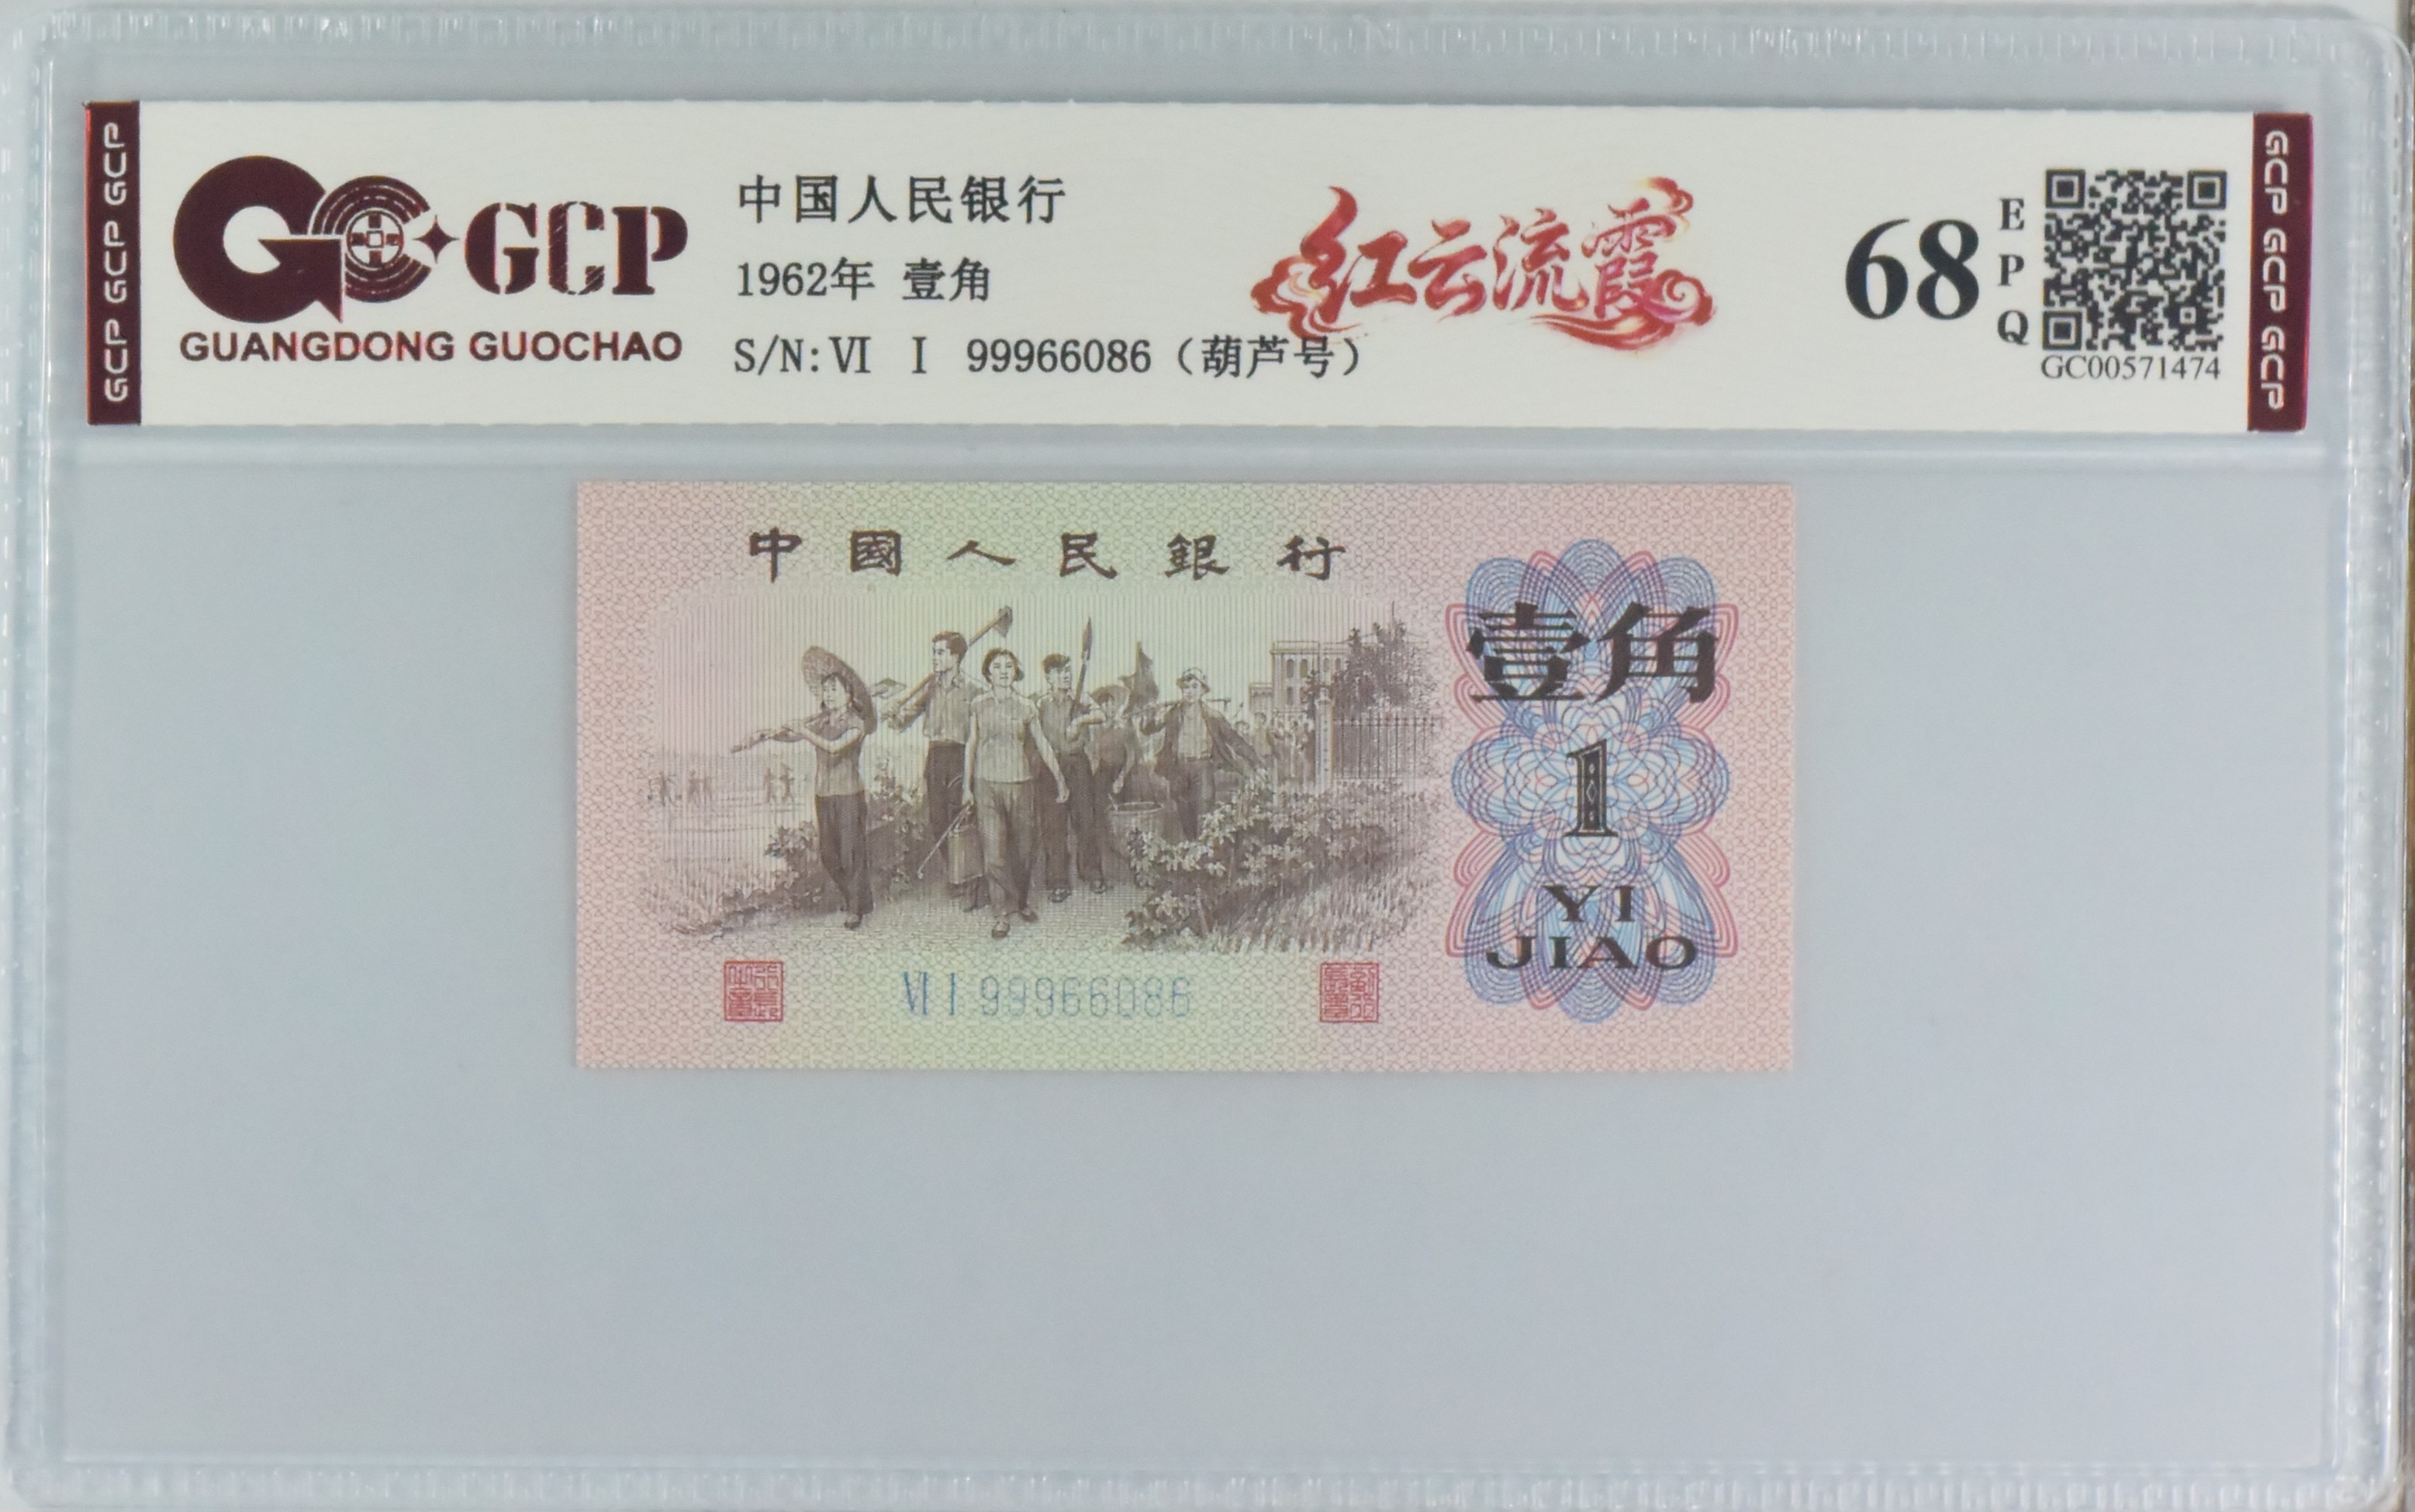 GCP GCP GCP
GCP
GUANGDONG GUOCHAO
中国人民银行
1962年 壹角
S/N:Ⅵ Ⅰ 99966086（葫芦号）
红云流霞
68
EPQ
GC00571474
GCP GCP GCP
中國人民銀行
壹角
1
YI
JIAO
Ⅵ Ⅰ 99966086